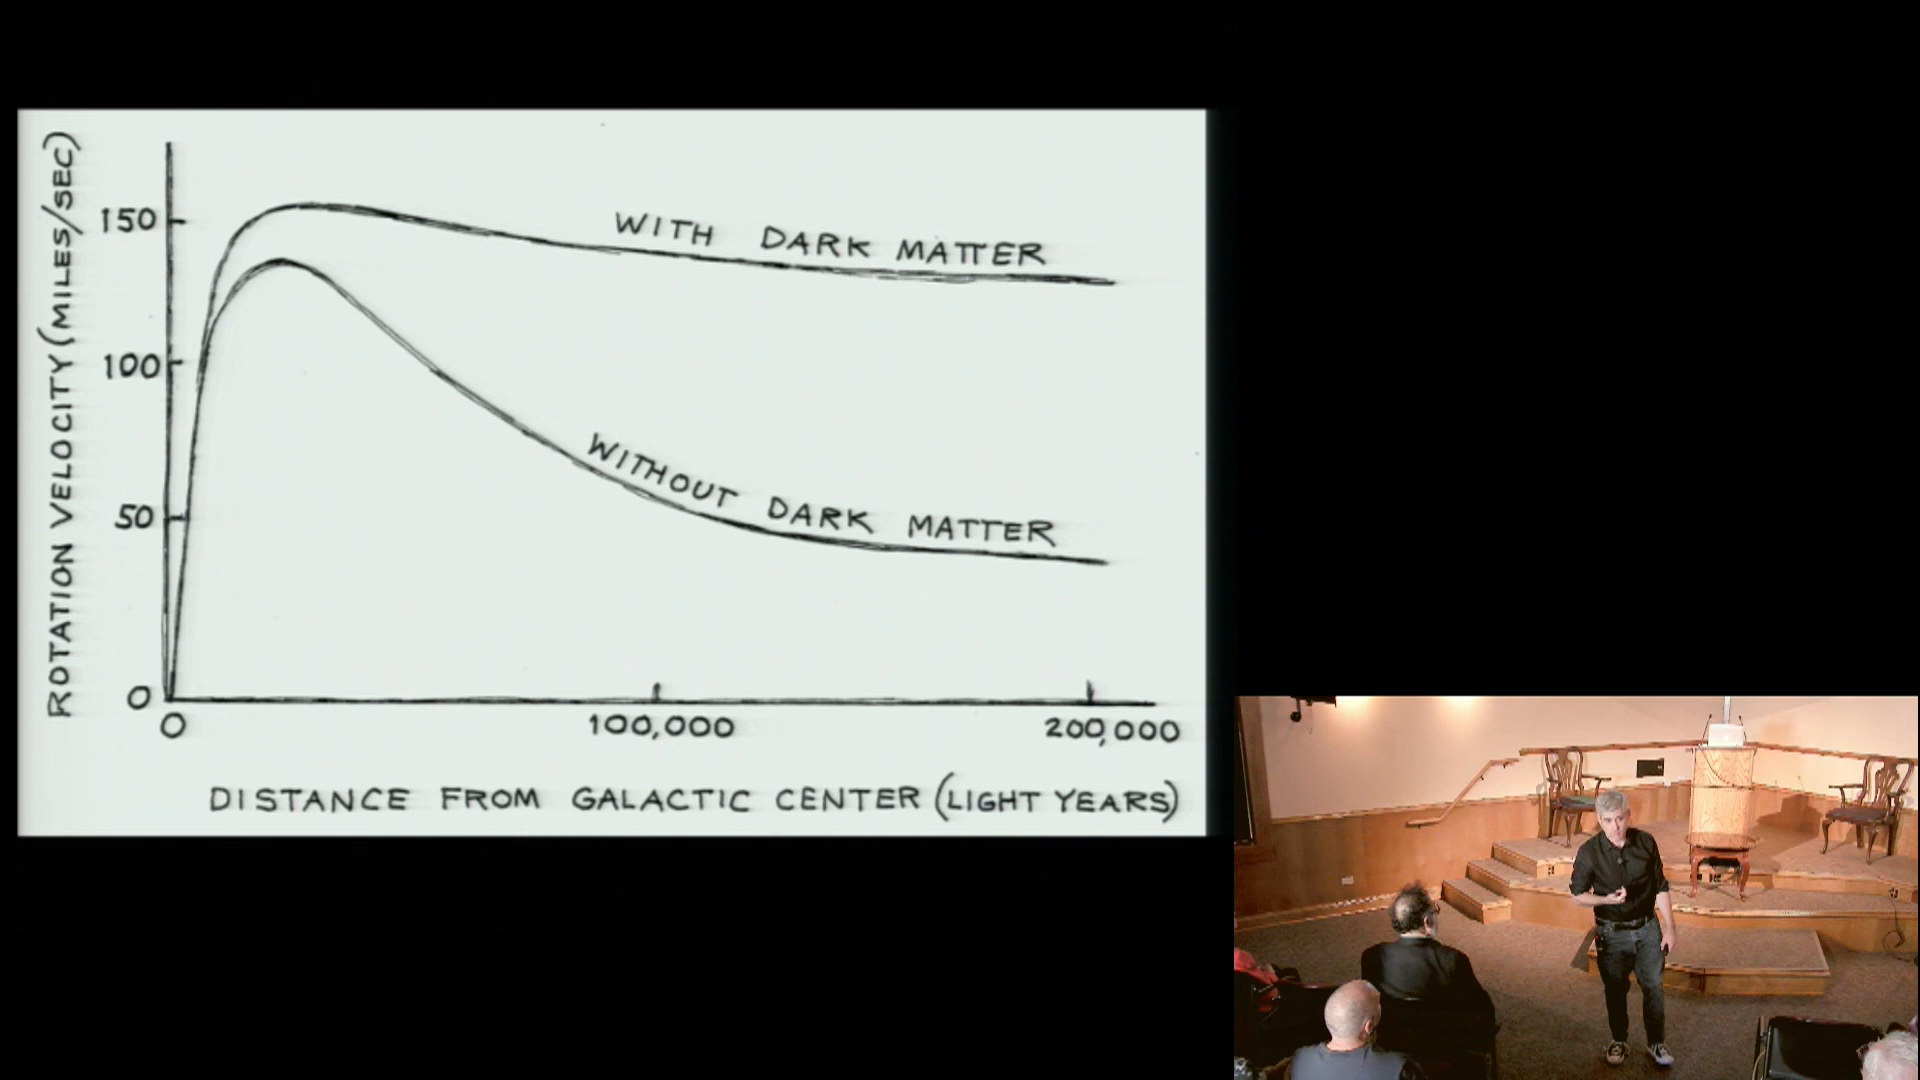 ROTATION VELOCITY (MILES/SEC)
150
100
50
0
WITH DARK MATTER
WITHOUT DARK MATTER
0
100,000
200,000
DISTANCE FROM GALACTIC CENTER (LIGHT YEARS)